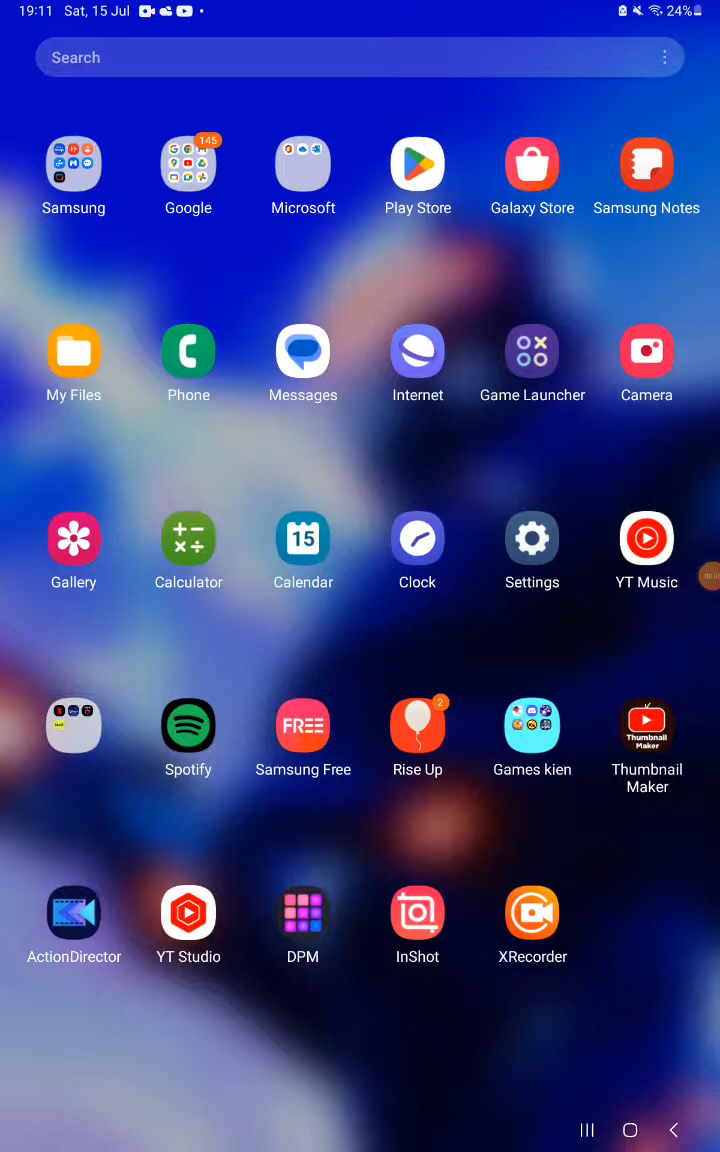 19:11 Sat, 15 Jul 24%
Search
145
Samsung Google Microsoft Play Store Galaxy Store Samsung Notes
My Files Phone Messages Internet Game Launcher Camera
15
Gallery Calculator Calendar Clock Settings YT Music
FREE
2
Thumbnail
Maker
Spotify Samsung Free Rise Up Games kien Thumbnail
Maker
ActionDirector YT Studio DPM InShot XRecorder